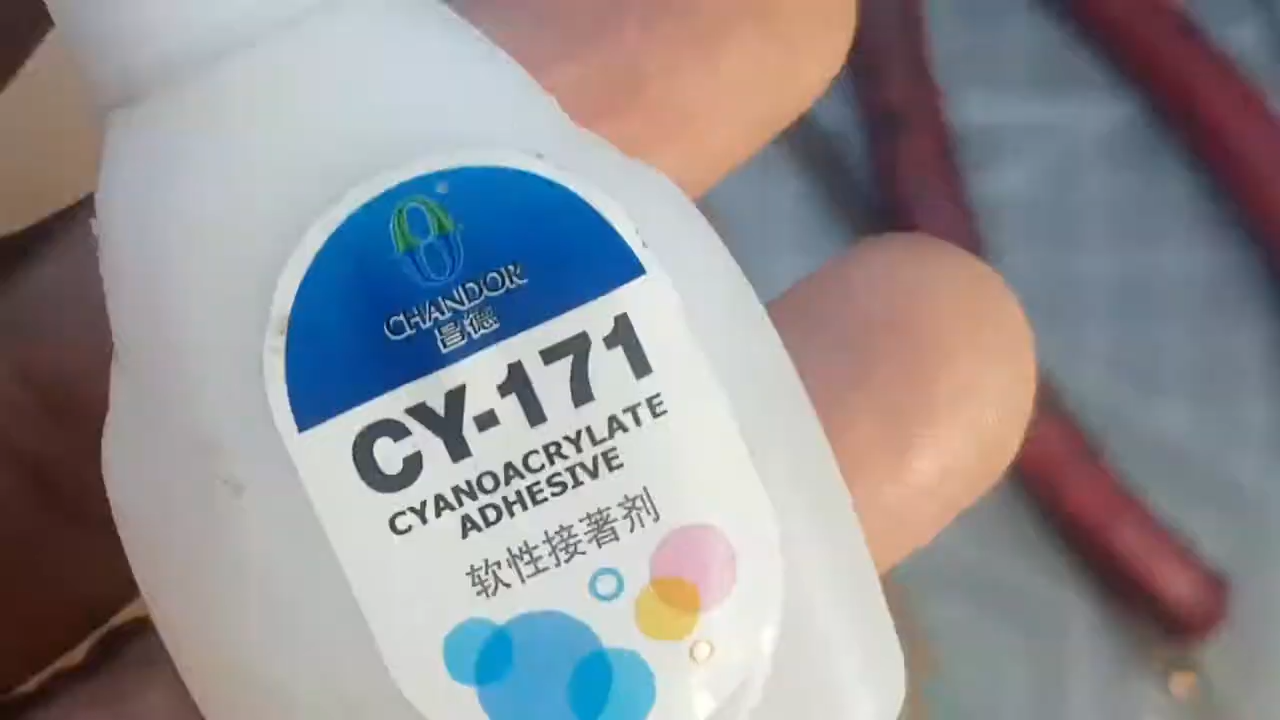 CHANDOR
昌德
CY-171
CYANOACRYLATE
ADHESIVE
软性接著剂